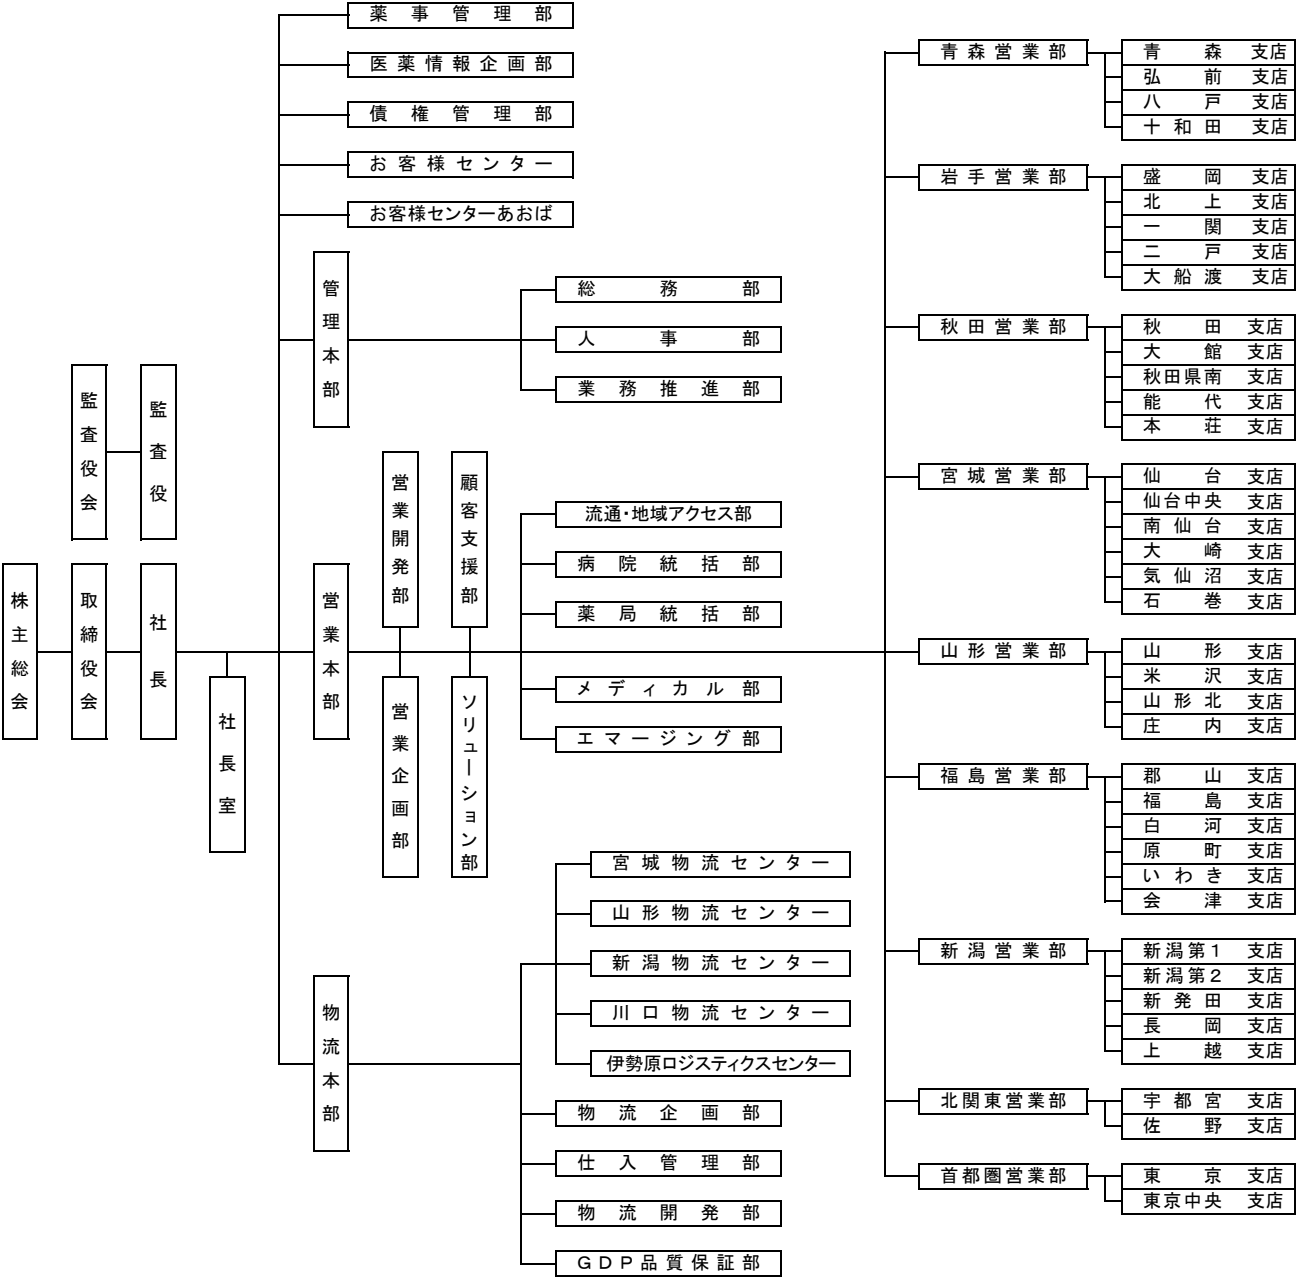 株主総会
取締役会
監査役会
監査役
社長
社長室
薬事管理部
医薬情報企画部
債権管理部
お客様センター
お客様センターあおば
管理本部
総務部
人事部
業務推進部
営業本部
営業開発部
顧客支援部
営業企画部
ソリューション部
流通・地域アクセス部
病院統括部
薬局統括部
メディカル部
エマージング部
物流本部
宮城物流センター
山形物流センター
新潟物流センター
川口物流センター
伊勢原ロジスティクスセンター
物流企画部
仕入管理部
物流開発部
GDP品質保証部
青森営業部
青森 支店
弘前 支店
八戸 支店
十和田 支店
岩手営業部
盛岡 支店
北上 支店
一関 支店
二戸 支店
大船渡 支店
秋田営業部
秋田 支店
大館 支店
秋田県南 支店
能代 支店
本荘 支店
宮城営業部
仙台 支店
仙台中央 支店
南仙台 支店
大崎 支店
気仙沼 支店
石巻 支店
山形営業部
山形 支店
米沢 支店
山形北 支店
庄内 支店
福島営業部
郡山 支店
福島 支店
白河 支店
原町 支店
いわき 支店
会津 支店
新潟営業部
新潟第1 支店
新潟第2 支店
新発田 支店
長岡 支店
上越 支店
北関東営業部
宇都宮 支店
佐野 支店
首都圏営業部
東京 支店
東京中央 支店